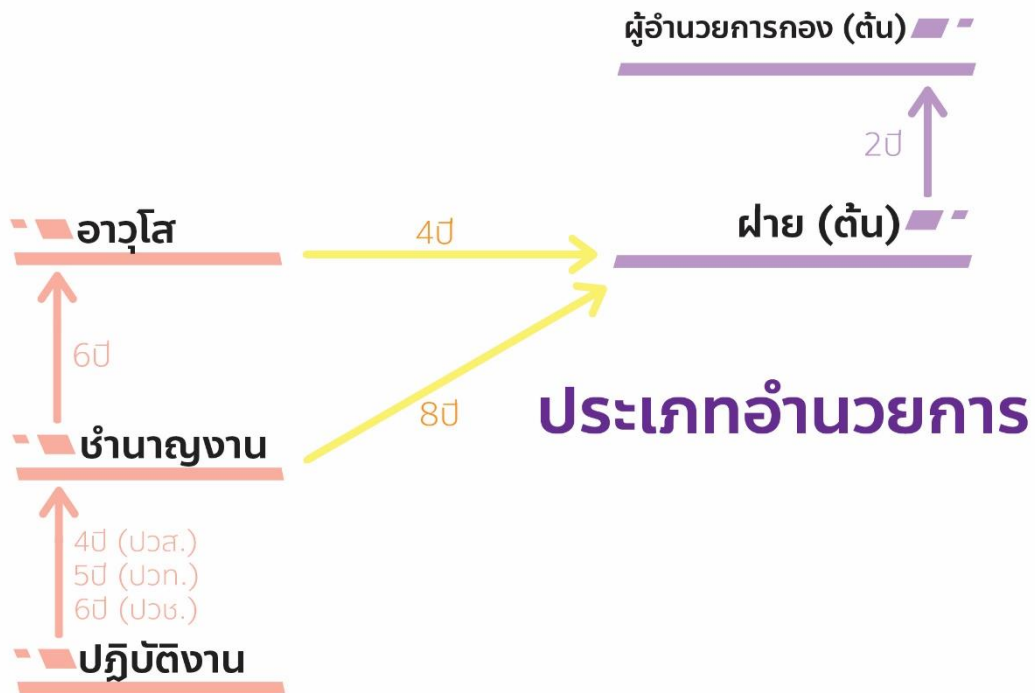 ผู้อำนวยการกอง (ต้น)
2ปี
อาวุโส
4ปี
ฝ่าย (ต้น)
6ปี
8ปี
ประเภทอำนวยการ
ชำนาญงาน
4ปี (ปวส.)
5ปี (ปวท.)
6ปี (ปวช.)
ปฏิบัติงาน